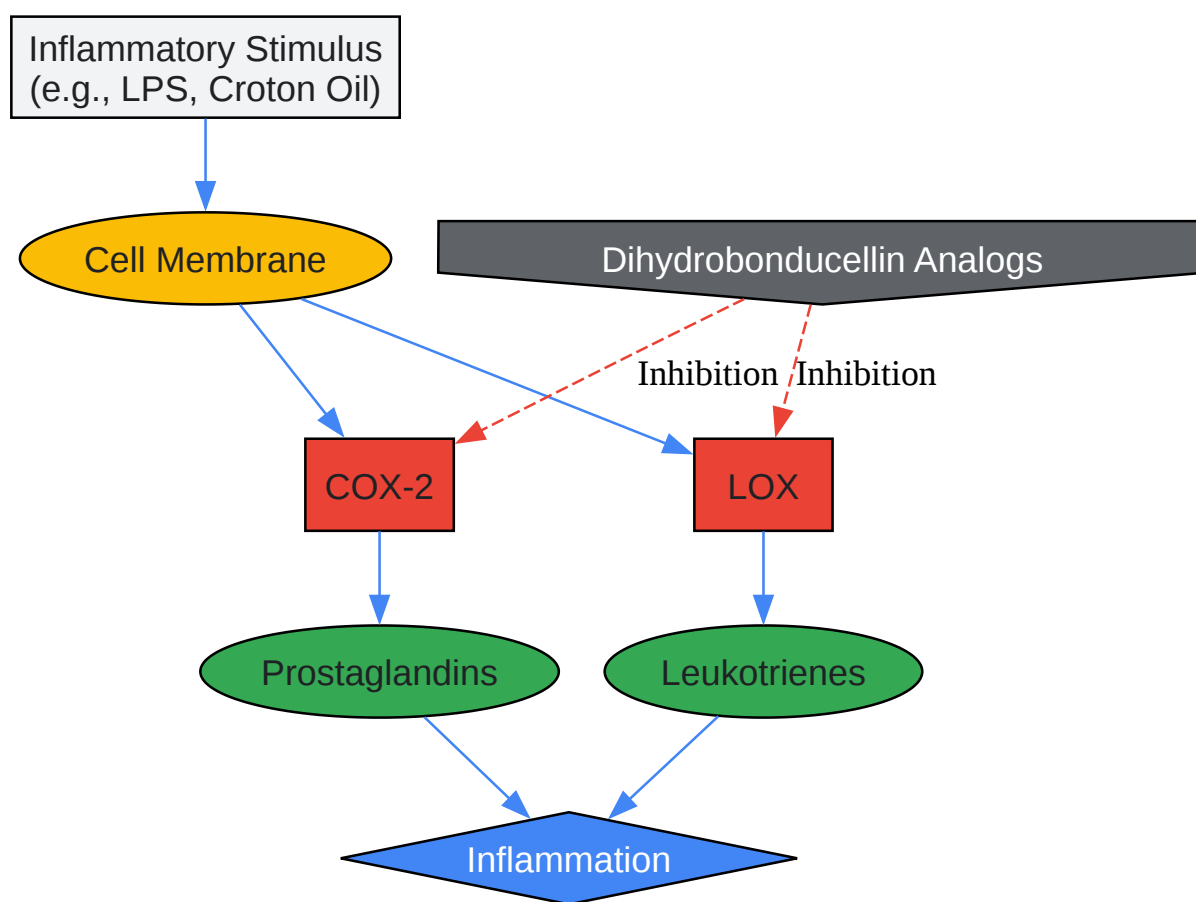 Inflammatory Stimulus
(e.g., LPS, Croton Oil)
Cell Membrane
Dihydrobonducellin Analogs
Inhibition
Inhibition
COX-2
LOX
Prostaglandins
Leukotrienes
Inflammation